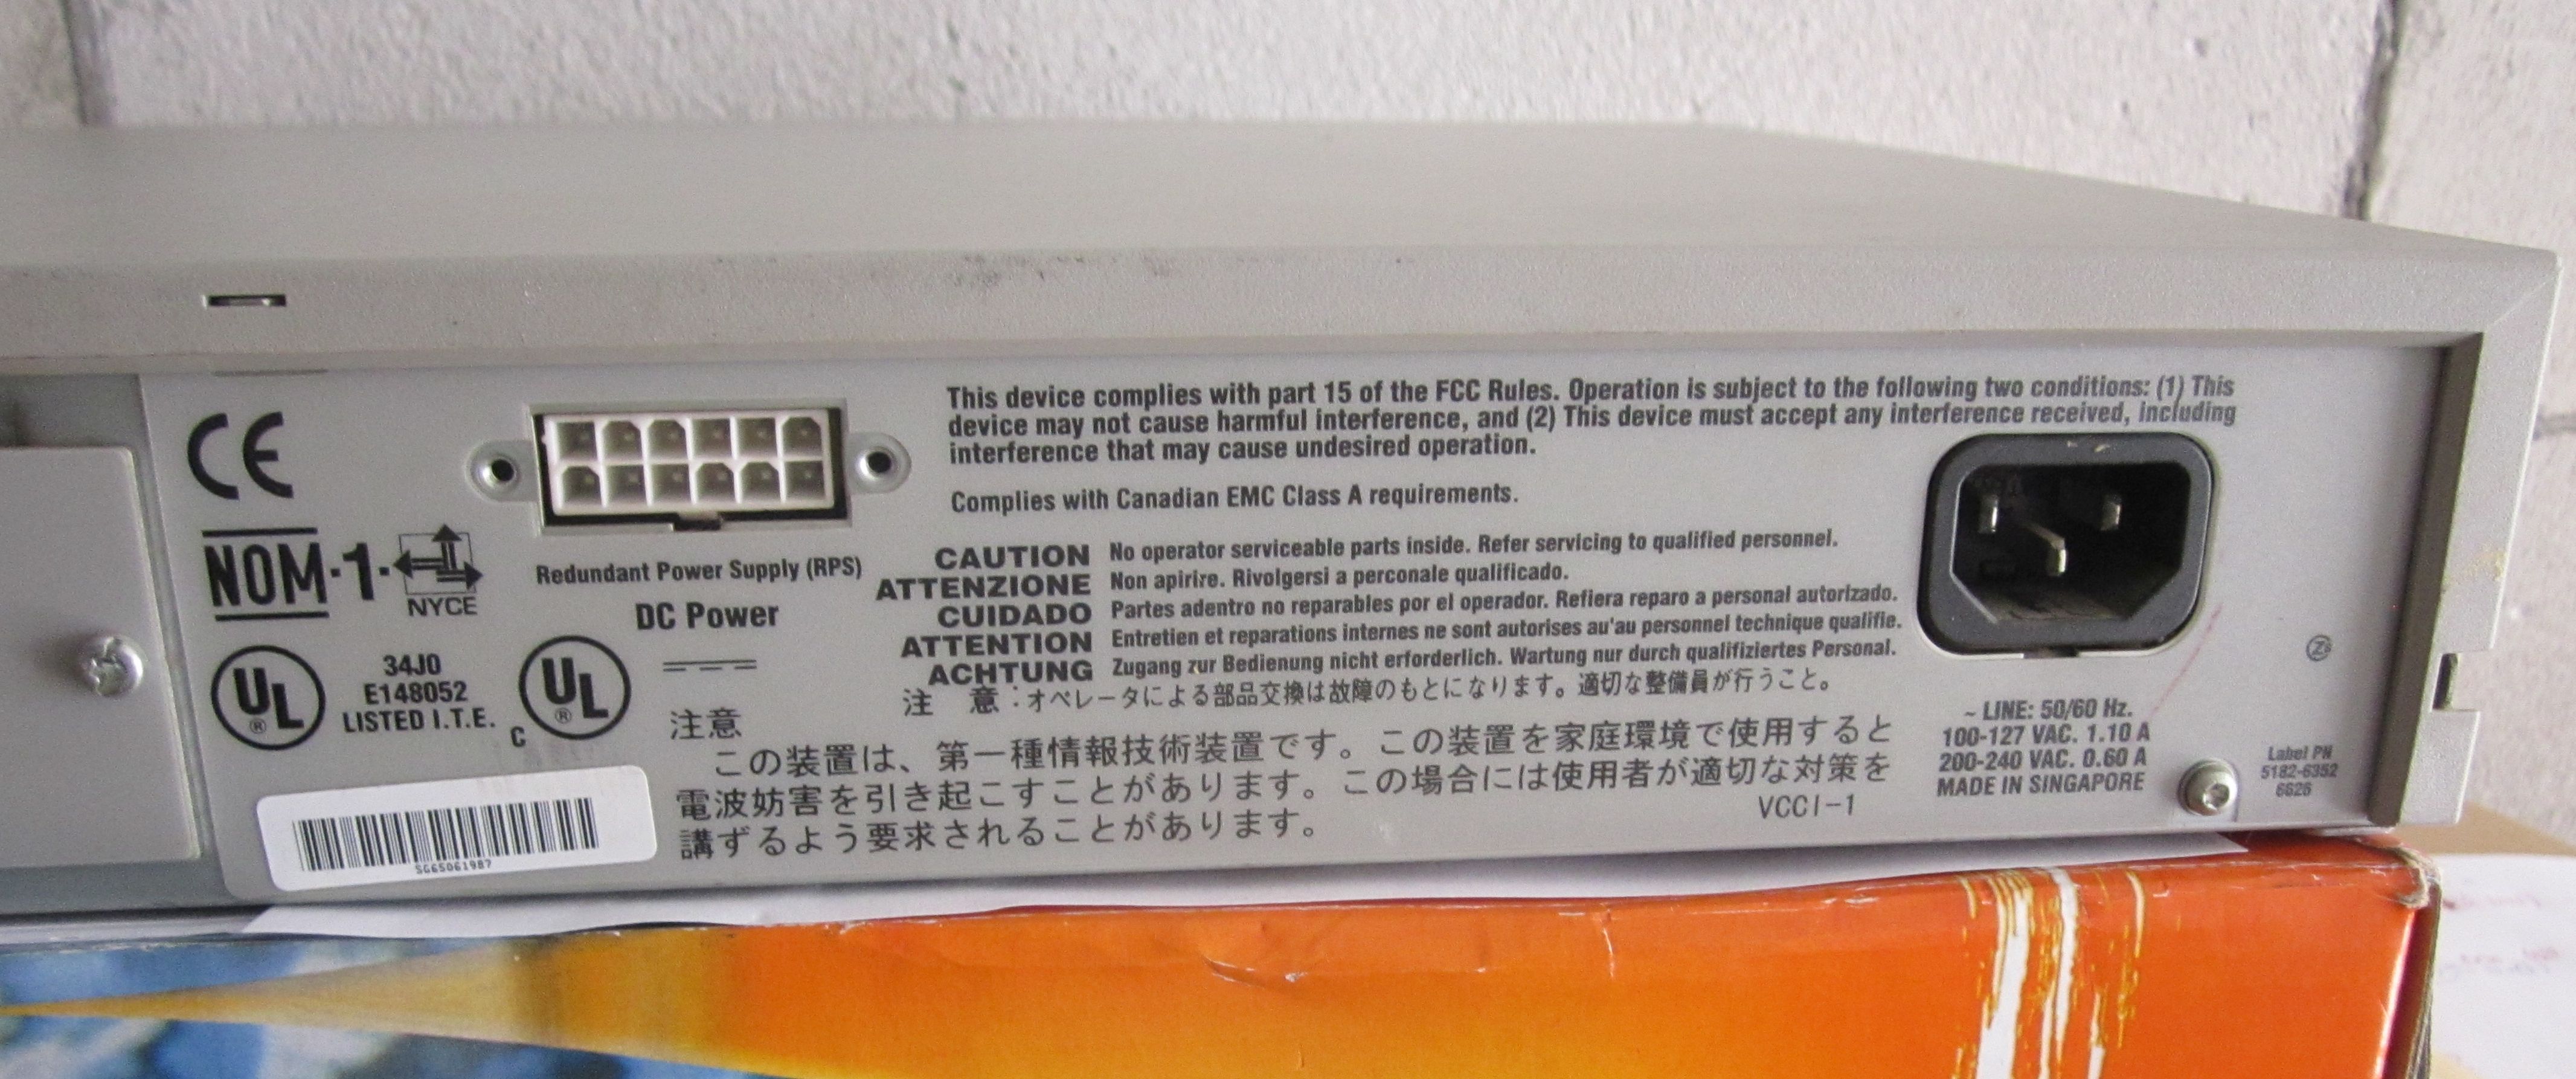 This device complies with part 15 of the FCC Rules. Operation is subject to the following two conditions: (1) This
device may not cause harmful interference, and (2) This device must accept any interference received, including
interference that may cause undesired operation.
Complies with Canadian EMC Class A requirements.
CE
NOM-1-
NYCE
Redundant Power Supply (RPS)
DC Power
CAUTION No operator serviceable parts inside. Refer servicing to qualified personnel.
ATTENZIONE Non apirire. Rivolgersi a perconale qualificado.
CUIDADO Partes adentro no reparables por el operador. Refiera reparo a personal autorizado.
ATTENTION Entretien et reparations internes ne sont autorises au'au personnel technique qualifie.
ACHTUNG Zugang zur Bedienung nicht erforderlich. Wartung nur durch qualifiziertes Personal.
注 意:オペレータによる部品交換は故障のもとになります。適切な整備員が行うこと。
UL ®
34J0
E148052
LISTED I.T.E.
C UL ®
注意
この装置は、第一種情報技術装置です。この装置を家庭環境で使用すると
電波妨害を引き起こすことがあります。この場合には使用者が適切な対策を
講ずるよう要求されることがあります。
VCCI-1
~ LINE: 50/60 Hz.
100-127 VAC. 1.10 A
200-240 VAC. 0.60 A
MADE IN SINGAPORE
Label PN
5182-6352
6626
SG65061987